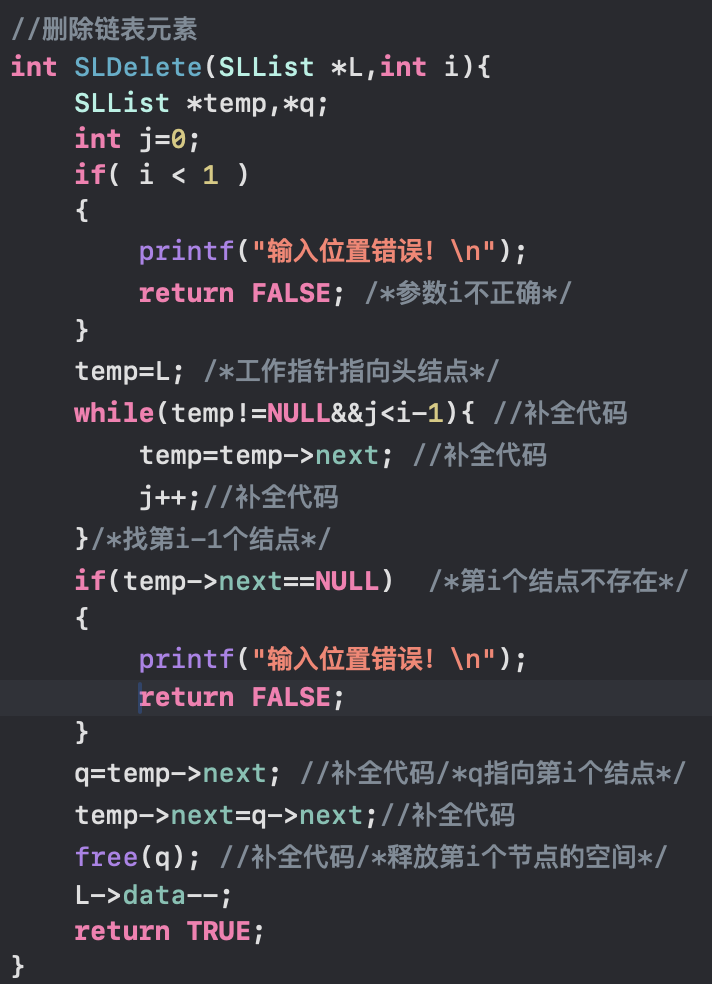 //删除链表元素
int SLDelete(SLList *L,int i){
    SLList *temp,*q;
    int j=0;
    if( i < 1 )
    {
        printf("输入位置错误！\n");
        return FALSE; /*参数i不正确*/
    }
    temp=L; /*工作指针指向头结点*/
    while(temp!=NULL&&j<i-1){ //补全代码
        temp=temp->next; //补全代码
        j++;//补全代码
    }/*找第i-1个结点*/
    if(temp->next==NULL)  /*第i个结点不存在*/
    {
        printf("输入位置错误！\n");
        return FALSE;
    }
    q=temp->next; //补全代码/*q指向第i个结点*/
    temp->next=q->next;//补全代码
    free(q); //补全代码/*释放第i个节点的空间*/
    L->data--;
    return TRUE;
}